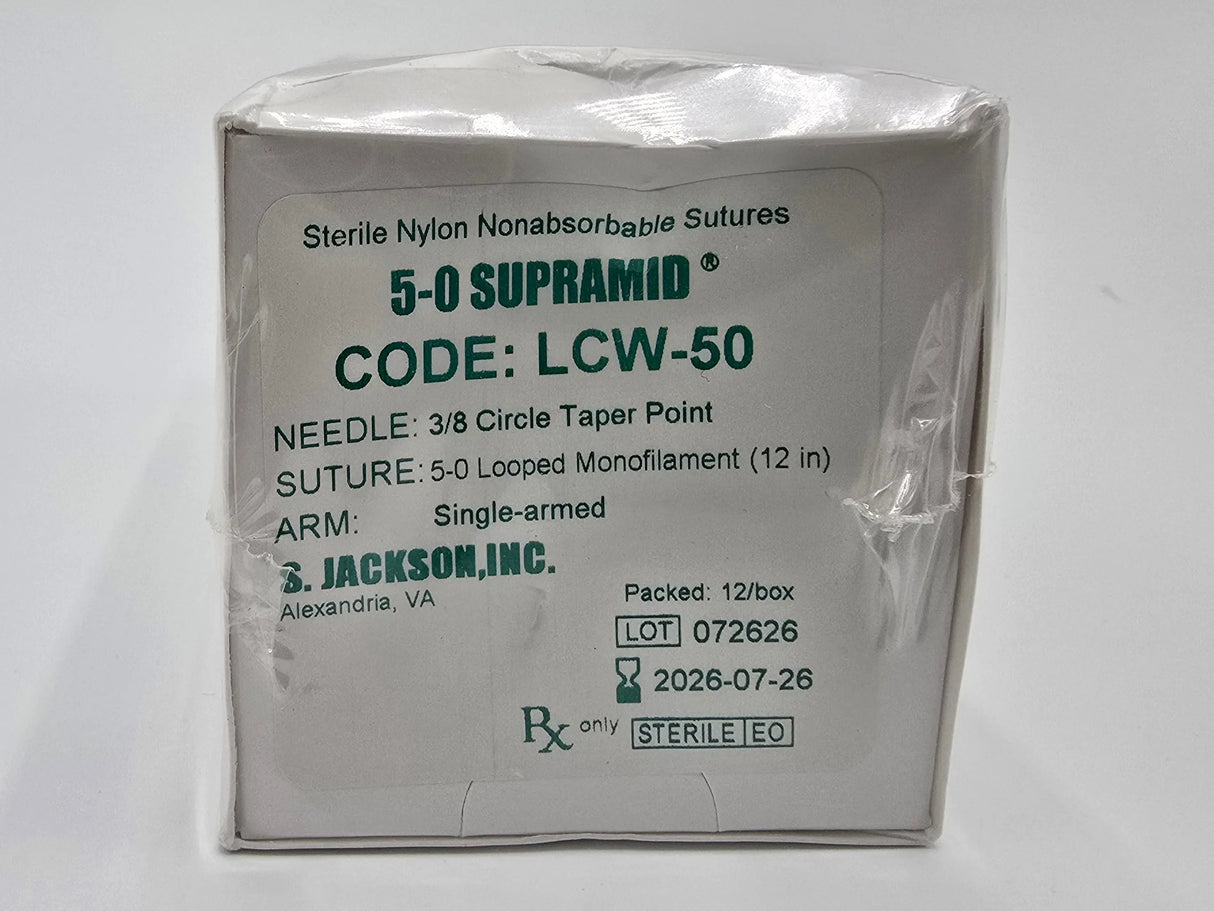 Sterile Nylon Nonabsorbable Sutures
5-0 SUPRAMID ®
CODE: LCW-50
NEEDLE: 3/8 Circle Taper Point
SUTURE: 5-0 Looped Monofilament (12 in)
ARM: Single-armed
S. JACKSON,INC.
Alexandria, VA
Packed: 12/box
LOT 072626
2026-07-26
Rx only STERILE EO